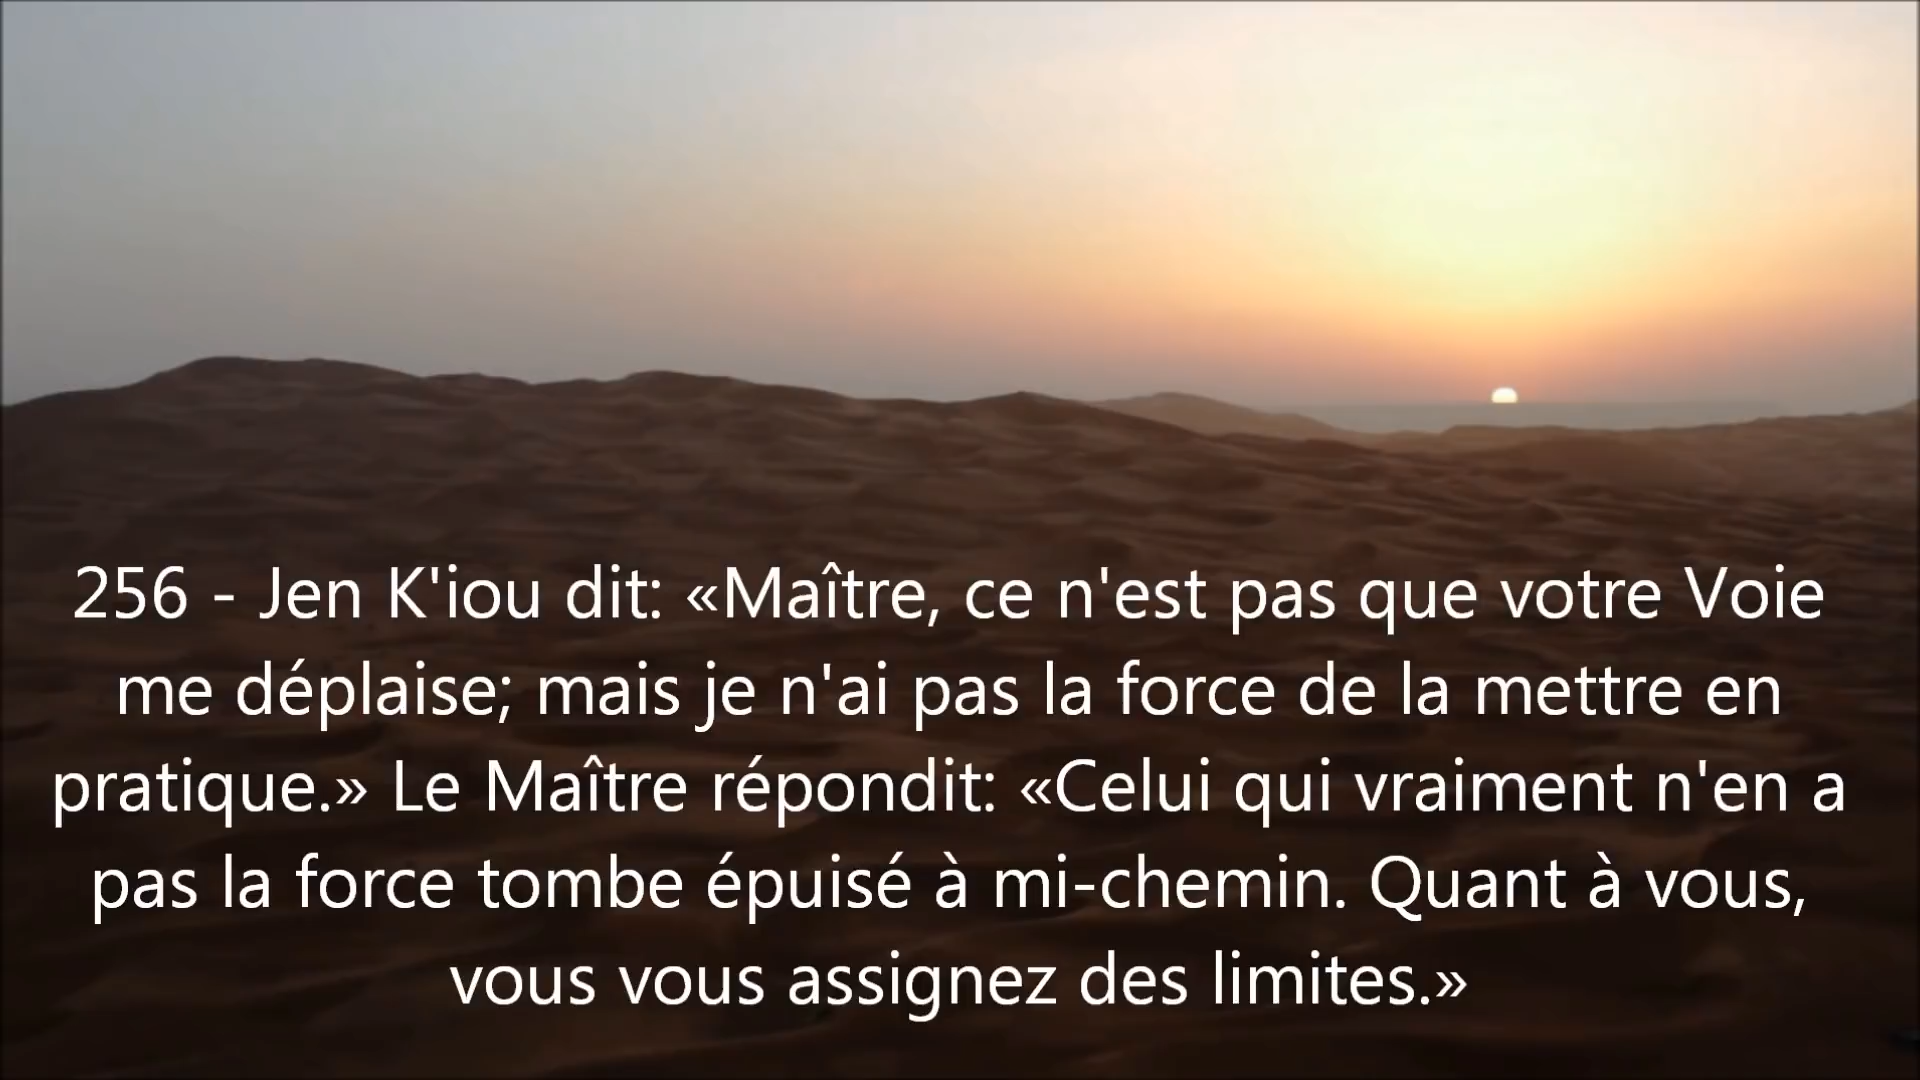 256 - Jen K'iou dit: «Maître, ce n'est pas que votre Voie
me déplaise; mais je n'ai pas la force de la mettre en
pratique.» Le Maître répondit: «Celui qui vraiment n'en a
pas la force tombe épuisé à mi-chemin. Quant à vous,
vous vous assignez des limites.»